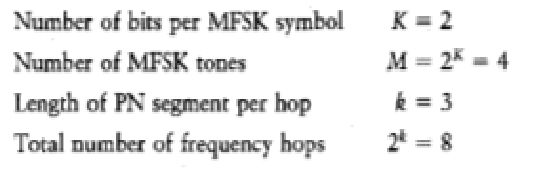 Number of bits per MFSK symbol K = 2
Number of MFSK tones M = 2^K = 4
Length of PN segment per hop k = 3
Total number of frequency hops 2^k = 8